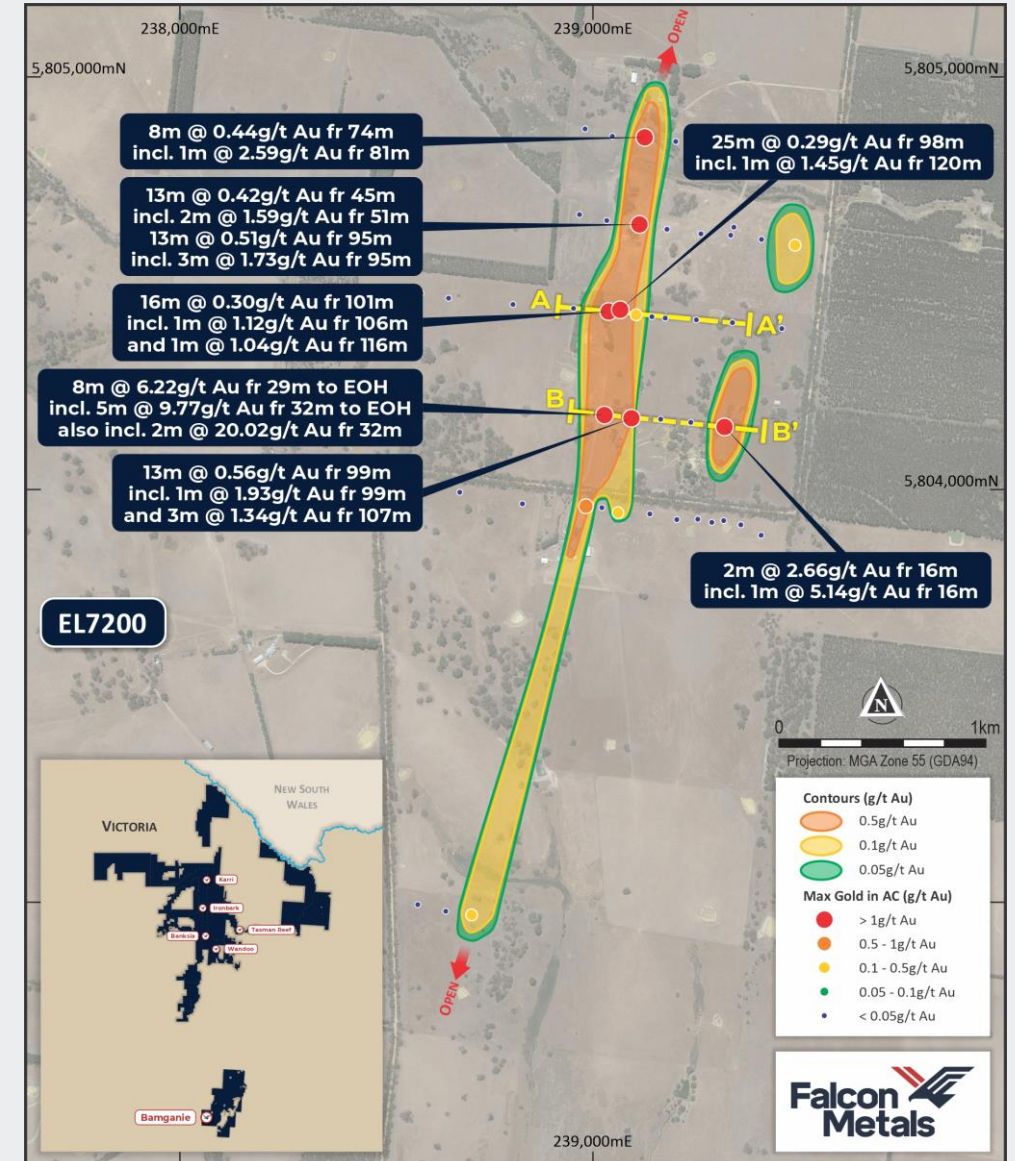 238,000mE
239,000mE
OPEN
5,805,000mN
5,805,000mN
8m @ 0.44g/t Au fr 74m
incl. 1m @ 2.59g/t Au fr 81m
25m @ 0.29g/t Au fr 98m
incl. 1m @ 1.45g/t Au fr 120m
13m @ 0.42g/t Au fr 45m
incl. 2m @ 1.59g/t Au fr 51m
13m @ 0.51g/t Au fr 95m
incl. 3m @ 1.73g/t Au fr 95m
A
A'
16m @ 0.30g/t Au fr 101m
incl. 1m @ 1.12g/t Au fr 106m
and 1m @ 1.04g/t Au fr 116m
8m @ 6.22g/t Au fr 29m to EOH
incl. 5m @ 9.77g/t Au fr 32m to EOH
also incl. 2m @ 20.02g/t Au fr 32m
B
B'
13m @ 0.56g/t Au fr 99m
incl. 1m @ 1.93g/t Au fr 99m
and 3m @ 1.34g/t Au fr 107m
5,804,000mN
2m @ 2.66g/t Au fr 16m
incl. 1m @ 5.14g/t Au fr 16m
EL7200
N
0 1km
Projection: MGA Zone 55 (GDA94)
Contours (g/t Au)
0.5g/t Au
0.1g/t Au
0.05g/t Au
Max Gold in AC (g/t Au)
> 1g/t Au
0.5 - 1g/t Au
0.1 - 0.5g/t Au
0.05 - 0.1g/t Au
< 0.05g/t Au
OPEN
NEW SOUTH
WALES
VICTORIA
Karri
Ironbark
Tasman Reef
Banksia
Wandoo
Bamganie
Falcon
Metals
239,000mE